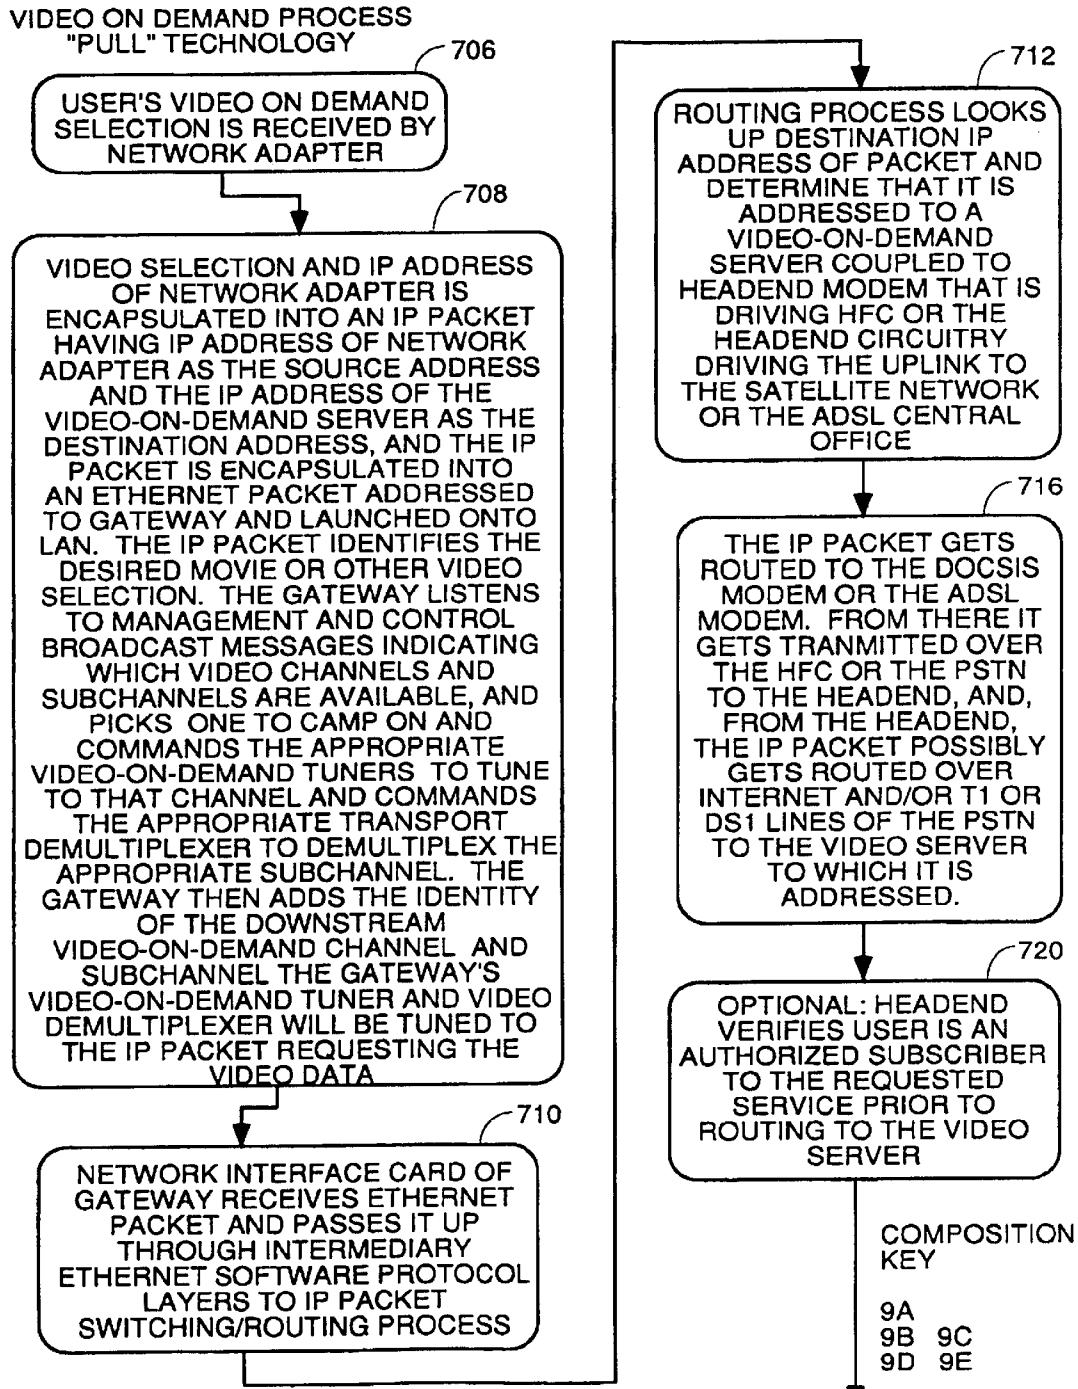 VIDEO ON DEMAND PROCESS
"PULL" TECHNOLOGY
706
USER'S VIDEO ON DEMAND
SELECTION IS RECEIVED BY
NETWORK ADAPTER
708
VIDEO SELECTION AND IP ADDRESS
OF NETWORK ADAPTER IS
ENCAPSULATED INTO AN IP PACKET
HAVING IP ADDRESS OF NETWORK
ADAPTER AS THE SOURCE ADDRESS
AND THE IP ADDRESS OF THE
VIDEO-ON-DEMAND SERVER AS THE
DESTINATION ADDRESS, AND THE IP
PACKET IS ENCAPSULATED INTO
AN ETHERNET PACKET ADDRESSED
TO GATEWAY AND LAUNCHED ONTO
LAN. THE IP PACKET IDENTIFIES THE
DESIRED MOVIE OR OTHER VIDEO
SELECTION. THE GATEWAY LISTENS
TO MANAGEMENT AND CONTROL
BROADCAST MESSAGES INDICATING
WHICH VIDEO CHANNELS AND
SUBCHANNELS ARE AVAILABLE, AND
PICKS ONE TO CAMP ON AND
COMMANDS THE APPROPRIATE
VIDEO-ON-DEMAND TUNERS TO TUNE
TO THAT CHANNEL AND COMMANDS
THE APPROPRIATE TRANSPORT
DEMULTIPLEXER TO DEMULTIPLEX THE
APPROPRIATE SUBCHANNEL. THE
GATEWAY THEN ADDS THE IDENTITY
OF THE DOWNSTREAM
VIDEO-ON-DEMAND CHANNEL AND
SUBCHANNEL THE GATEWAY'S
VIDEO-ON-DEMAND TUNER AND VIDEO
DEMULTIPLEXER WILL BE TUNED TO
THE IP PACKET REQUESTING THE
VIDEO DATA
710
NETWORK INTERFACE CARD OF
GATEWAY RECEIVES ETHERNET
PACKET AND PASSES IT UP
THROUGH INTERMEDIARY
ETHERNET SOFTWARE PROTOCOL
LAYERS TO IP PACKET
SWITCHING/ROUTING PROCESS
712
ROUTING PROCESS LOOKS
UP DESTINATION IP
ADDRESS OF PACKET AND
DETERMINE THAT IT IS
ADDRESSED TO A
VIDEO-ON-DEMAND
SERVER COUPLED TO
HEADEND MODEM THAT IS
DRIVING HFC OR THE
HEADEND CIRCUITRY
DRIVING THE UPLINK TO
THE SATELLITE NETWORK
OR THE ADSL CENTRAL
OFFICE
716
THE IP PACKET GETS
ROUTED TO THE DOCSIS
MODEM OR THE ADSL
MODEM. FROM THERE IT
GETS TRANMITTED OVER
THE HFC OR THE PSTN
TO THE HEADEND, AND,
FROM THE HEADEND,
THE IP PACKET POSSIBLY
GETS ROUTED OVER
INTERNET AND/OR T1 OR
DS1 LINES OF THE PSTN
TO THE VIDEO SERVER
TO WHICH IT IS
ADDRESSED.
720
OPTIONAL: HEADEND
VERIFIES USER IS AN
AUTHORIZED SUBSCRIBER
TO THE REQUESTED
SERVICE PRIOR TO
ROUTING TO THE VIDEO
SERVER
COMPOSITION
KEY
9A
9B 9C
9D 9E